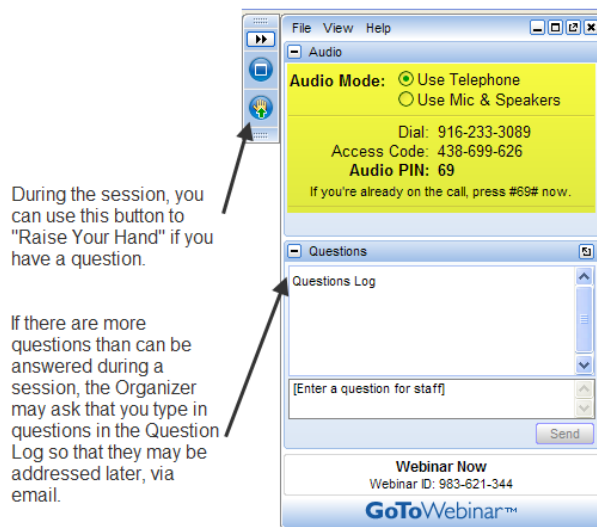 File View Help
Audio
Audio Mode: Use Telephone
Use Mic & Speakers
Dial: 916-233-3089
Access Code: 438-699-626
Audio PIN: 69
If you're already on the call, press #69# now.
During the session, you
can use this button to
"Raise Your Hand" if you
have a question.
Questions
Questions Log
If there are more
questions than can be
answered during a
session, the Organizer
may ask that you type in
questions in the Question
Log so that they may be
addressed later, via
email.
[Enter a question for staff]
Send
Webinar Now
Webinar ID: 983-621-344
GoToWebinar™